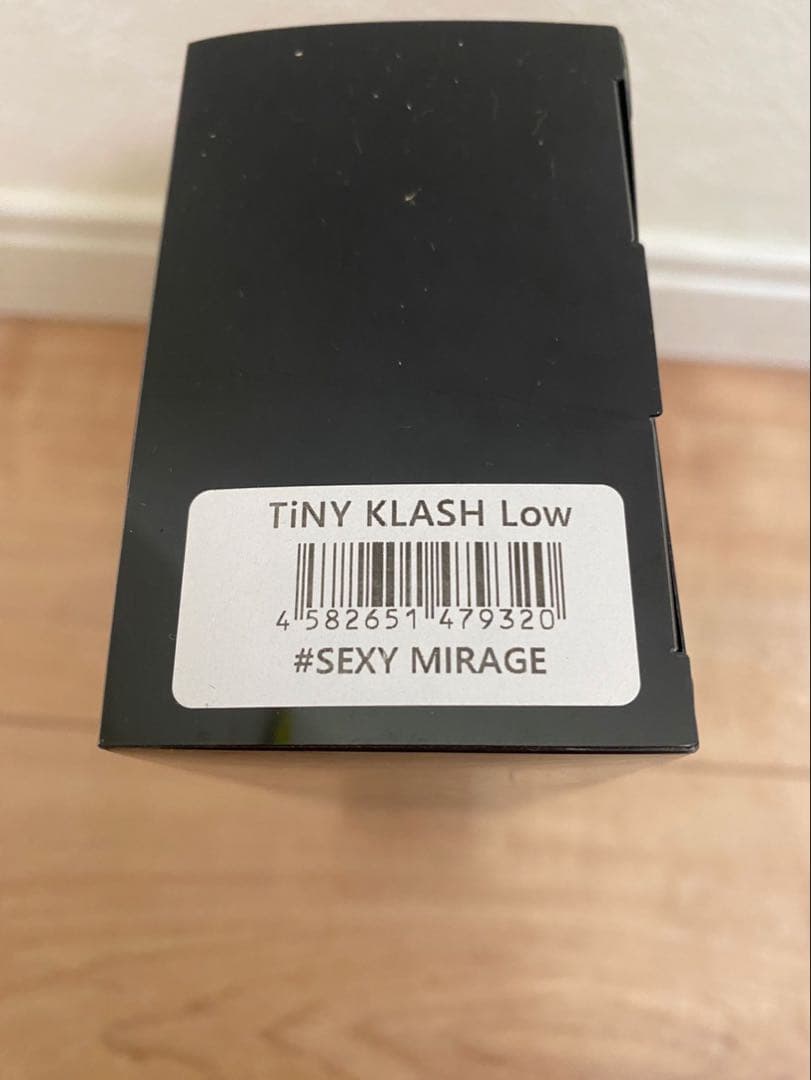 TiNY KLASH Low
4 582651 479320
#SEXY MIRAGE